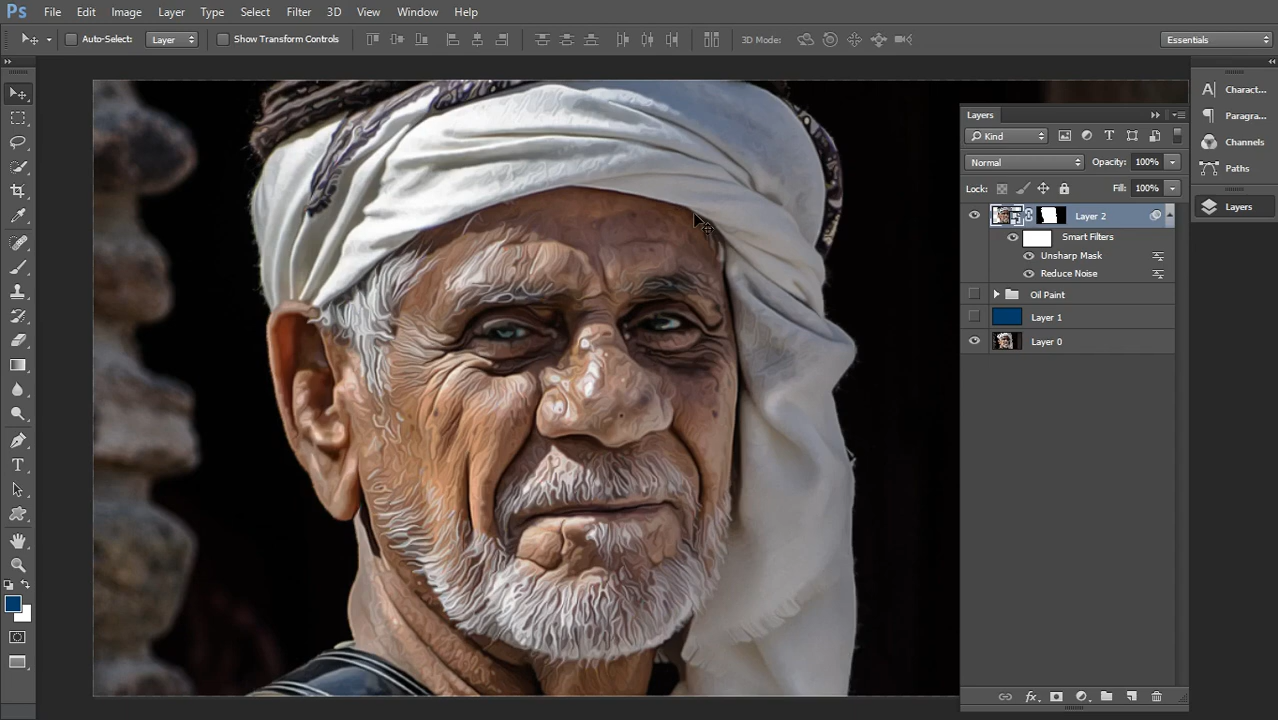 Ps File Edit Image Layer Type Select Filter 3D View Window Help
Auto-Select: Layer Show Transform Controls 3D Mode: Essentials
Layers
Kind
Normal Opacity: 100%
Lock: Fill: 100%
Layer 2
Smart Filters
Unsharp Mask
Reduce Noise
Oil Paint
Layer 1
Layer 0
fx
Charact...
Paragra...
Channels
Paths
Layers